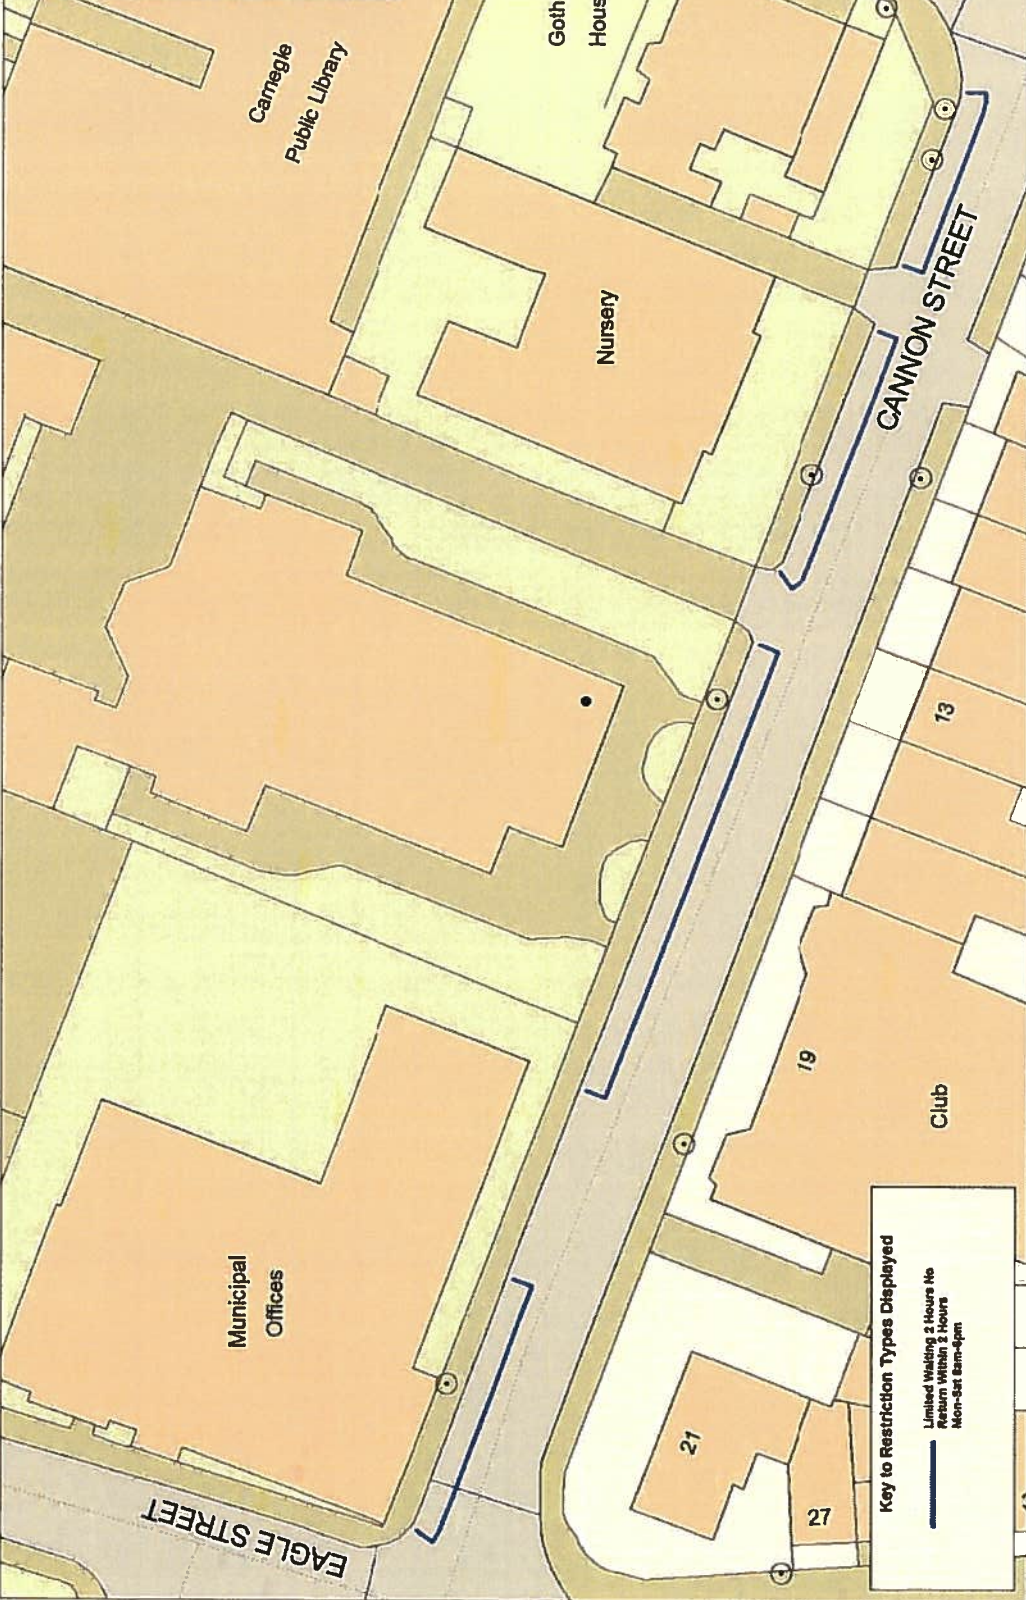 Carnegie
Public Library
Goth
Hous
Nursery
CANNON STREET
13
19
Club
Municipal
Offices
EAGLE STREET
21
27
Key to Restriction Types Displayed
Limited Waiting 2 Hours No
Return Within 2 Hours
Mon-Sat 8am-6pm